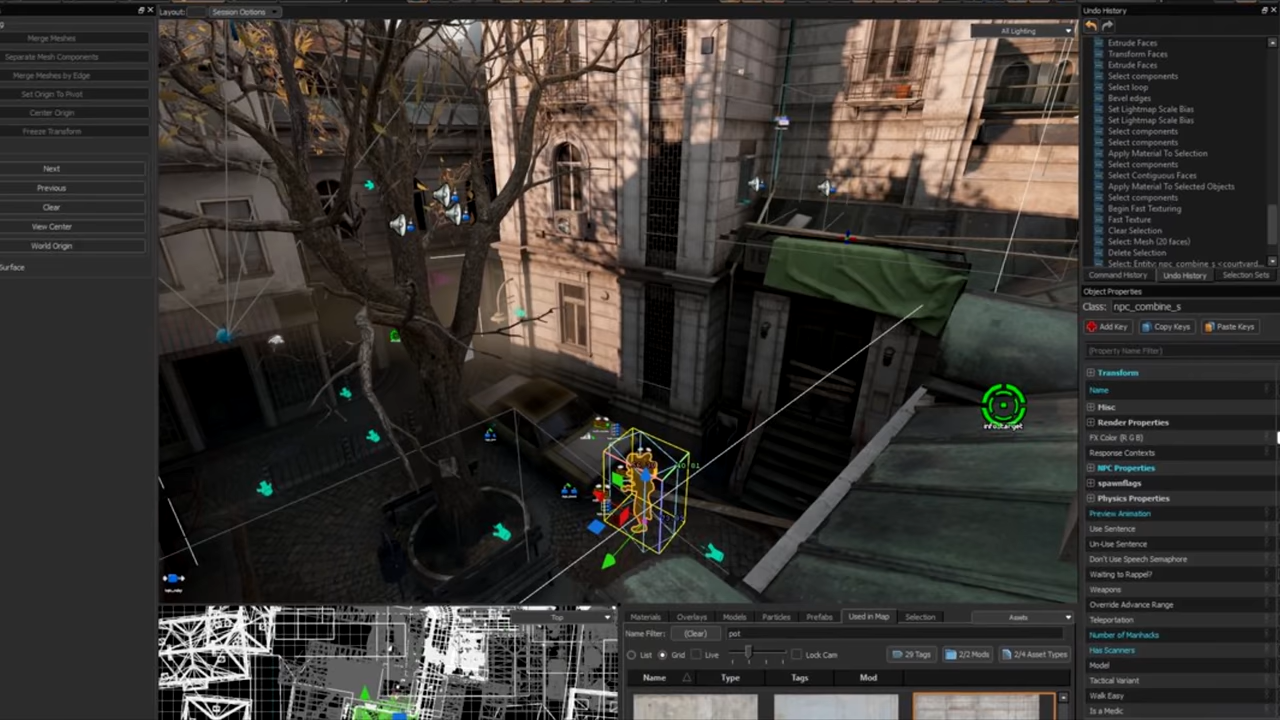 Merge Meshes
Separate Mesh Components
Merge Meshes by Edge
Set Origin To Pivot
Center Origin
Freeze Transform
Next
Previous
Clear
View Center
World Origin
Surface
Layout:
Session Options
All Lighting
Top
Undo History
Extrude Faces
Transform Faces
Extrude Faces
Select components
Select loop
Bevel edges
Set Lightmap Scale Bias
Set Lightmap Scale Bias
Select components
Select components
Apply Material To Selection
Select components
Select Contiguous Faces
Apply Material To Selected Objects
Select components
Begin Fast Texturing
Fast Texture
Clear Selection
Select: Mesh (20 faces)
Delete Selection
Select: Entity: npc_combine_s <courtyard
Command History Undo History Selection Sets
Object Properties
Class: npc_combine_s
Add Key Copy Keys Paste Keys
(Property Name Filter)
Transform
Name
Misc
Render Properties
FX Color (R G B)
Response Contexts
NPC Properties
spawnflags
Physics Properties
Preview Animation
Use Sentence
Un-Use Sentence
Don't Use Speech Semaphore
Waiting to Rappel?
Weapons
Override Advance Range
Teleportation
Number of Manhacks
Has Scanners
Model
Tactical Variant
Walk Easy
Is a Medic
Materials Overlays Models Particles Prefabs Used in Map Selection Assets
Name Filter: (Clear) pot
List Grid Live Lock Cam 29 Tags 2/2 Mods 2/4 Asset Types
Name Type Tags Mod